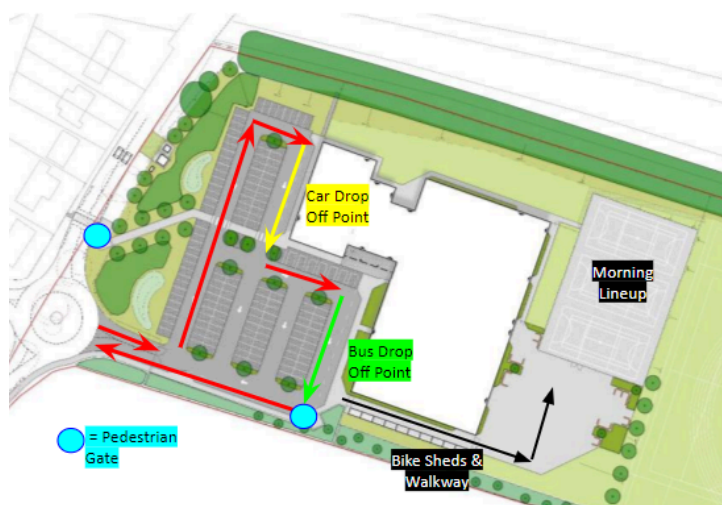 Car Drop
Off Point
Morning
Lineup
Bus Drop
Off Point
= Pedestrian
Gate
Bike Sheds &
Walkway